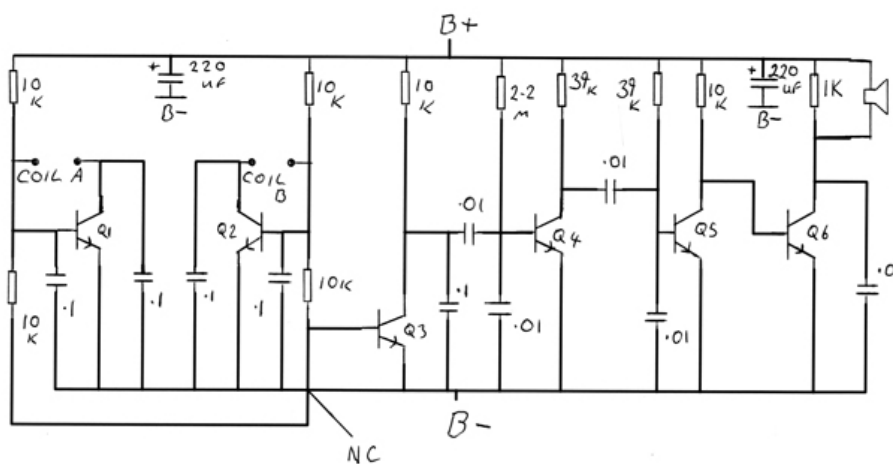 B+
10
K
+
220
uF
B-
10
K
10
K
2.2
M
39
K
39
K
10
K
+
220
uF
B-
1K
COIL A
COIL
B
.01
.01
Q1
Q2
Q4
Q5
Q6
.1
.1
.1
.1
10K
10
K
Q3
.1
.01
.01
.0
B-
NC